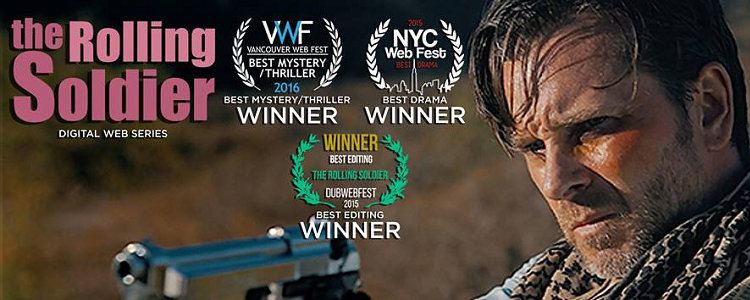 the Rolling
Soldier
DIGITAL WEB SERIES
VWF
VANCOUVER WEB FEST
BEST MYSTERY
/THRILLER
2016
BEST MYSTERY/THRILLER
WINNER
2015
NYC
Web Fest
BEST DRAMA
BEST DRAMA
WINNER
WINNER
BEST EDITING
THE ROLLING SOLDIER
DUBWEBFEST
2015
BEST EDITING
WINNER